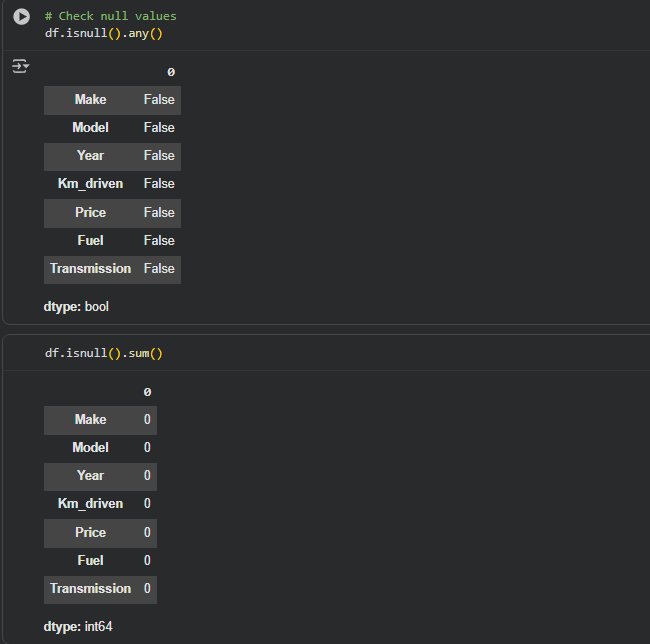 # Check null values
df.isnull().any()
0
Make False
Model False
Year False
Km_driven False
Price False
Fuel False
Transmission False
dtype: bool
df.isnull().sum()
0
Make 0
Model 0
Year 0
Km_driven 0
Price 0
Fuel 0
Transmission 0
dtype: int64